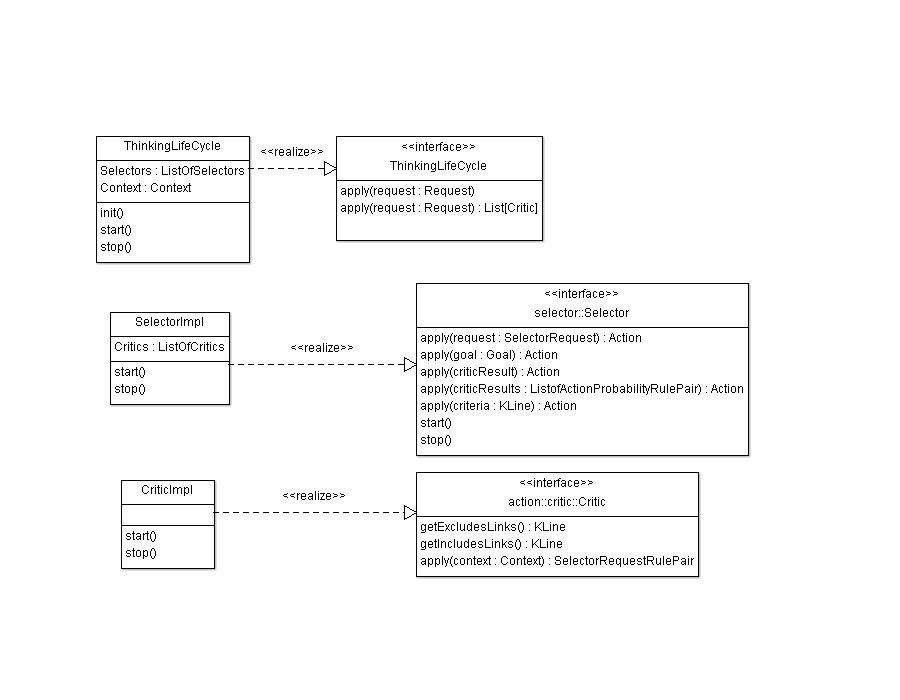 ThinkingLifeCycle
Selectors : ListOfSelectors
Context : Context
init()
start()
stop()
<<realize>>
<<interface>>
ThinkingLifeCycle
apply(request : Request)
apply(request : Request) : List[Critic]
SelectorImpl
Critics : ListOfCritics
start()
stop()
<<realize>>
<<interface>>
selector::Selector
apply(request : SelectorRequest) : Action
apply(goal : Goal) : Action
apply(criticResult) : Action
apply(criticResults : ListofActionProbabilityRulePair) : Action
apply(criteria : KLine) : Action
start()
stop()
CriticImpl
start()
stop()
<<realize>>
<<interface>>
action::critic::Critic
getExcludesLinks() : KLine
getIncludesLinks() : KLine
apply(context : Context) : SelectorRequestRulePair